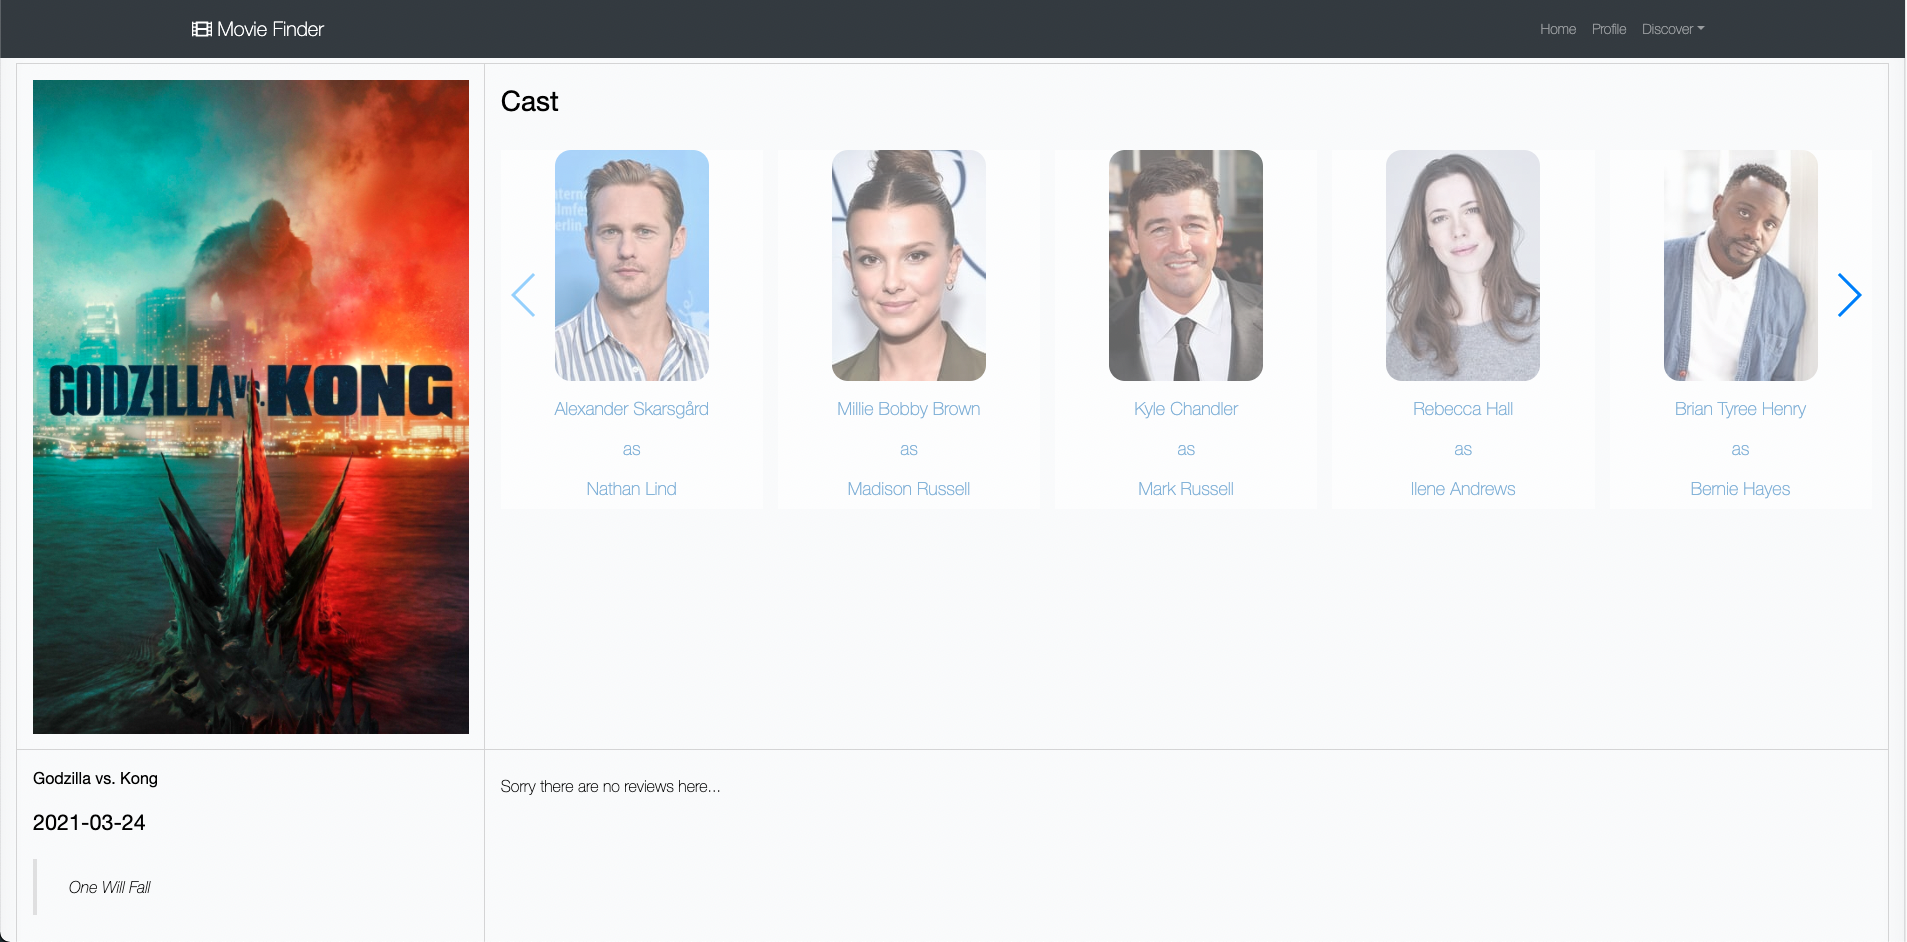 Movie Finder
Home Profile Discover
GODZILLA vs. KONG
Cast
Alexander Skarsgård
as
Nathan Lind
Millie Bobby Brown
as
Madison Russell
Kyle Chandler
as
Mark Russell
Rebecca Hall
as
Ilene Andrews
Brian Tyree Henry
as
Bernie Hayes
Godzilla vs. Kong
2021-03-24
One Will Fall
Sorry there are no reviews here...